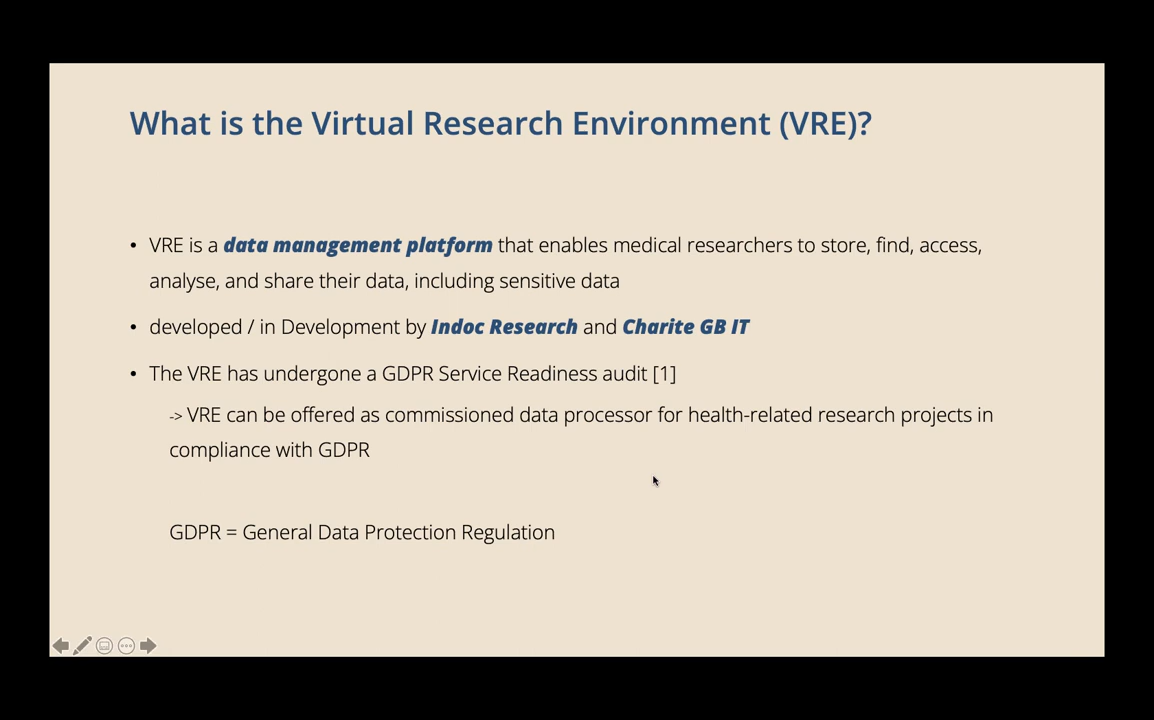 What is the Virtual Research Environment (VRE)?
• VRE is a data management platform that enables medical researchers to store, find, access,
analyse, and share their data, including sensitive data
• developed / in Development by Indoc Research and Charite GB IT
• The VRE has undergone a GDPR Service Readiness audit [1]
-> VRE can be offered as commissioned data processor for health-related research projects in
compliance with GDPR
GDPR = General Data Protection Regulation